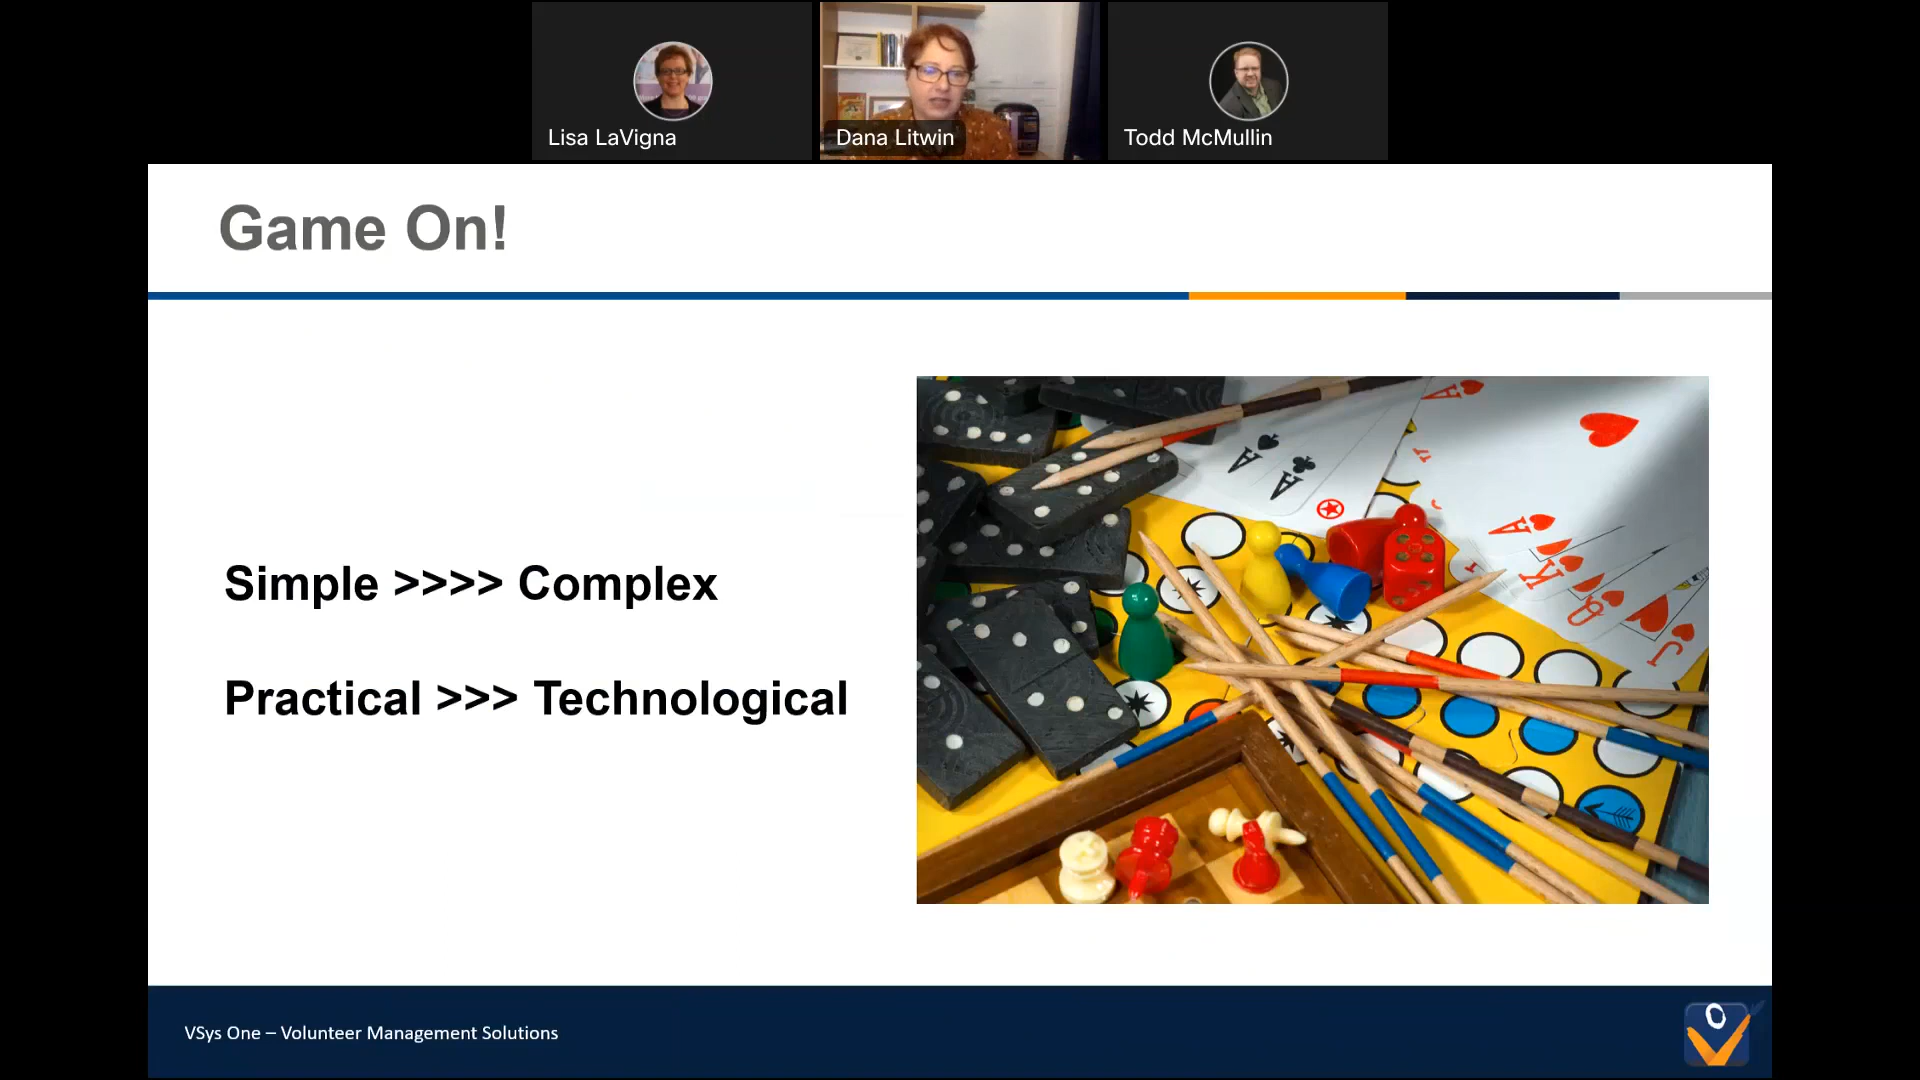 Lisa LaVigna
Dana Litwin
Todd McMullin
Game On!
Simple >>>> Complex
Practical >>> Technological
A
A
A
A
K
Q
J
VSys One – Volunteer Management Solutions